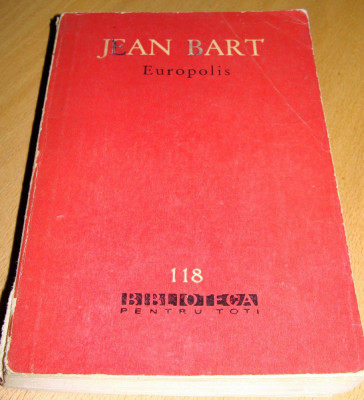 JEAN BART
Europolis
118
BIBLIOTECA
PENTRU TOȚI